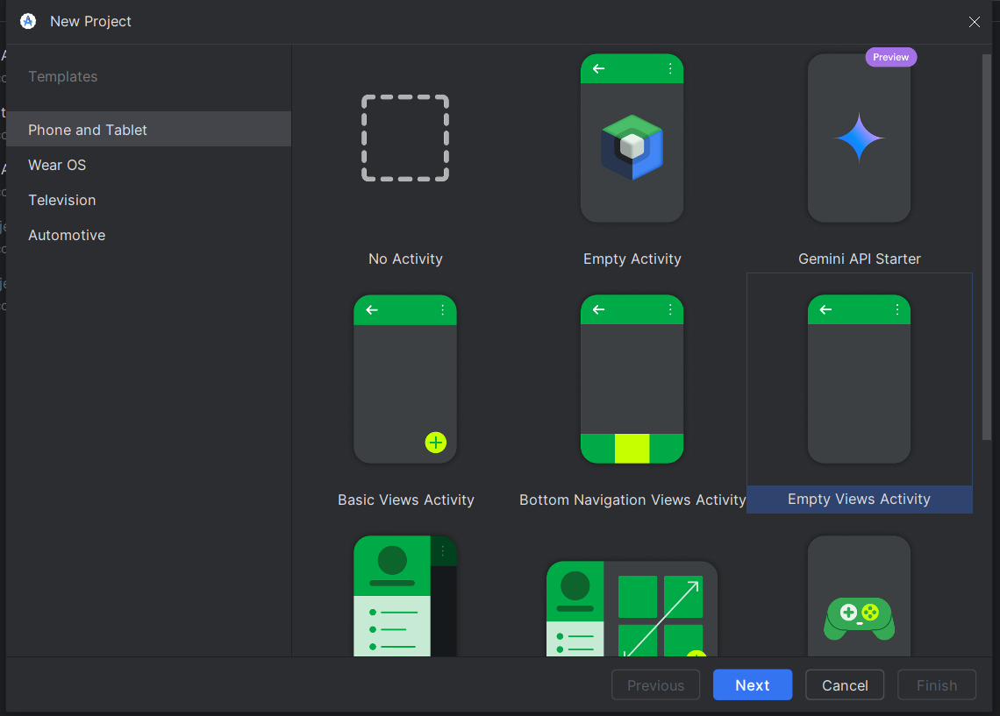 New Project
Templates
Phone and Tablet
Wear OS
Television
Automotive
Preview
No Activity
Empty Activity
Gemini API Starter
Basic Views Activity
Bottom Navigation Views Activity
Empty Views Activity
Previous
Next
Cancel
Finish